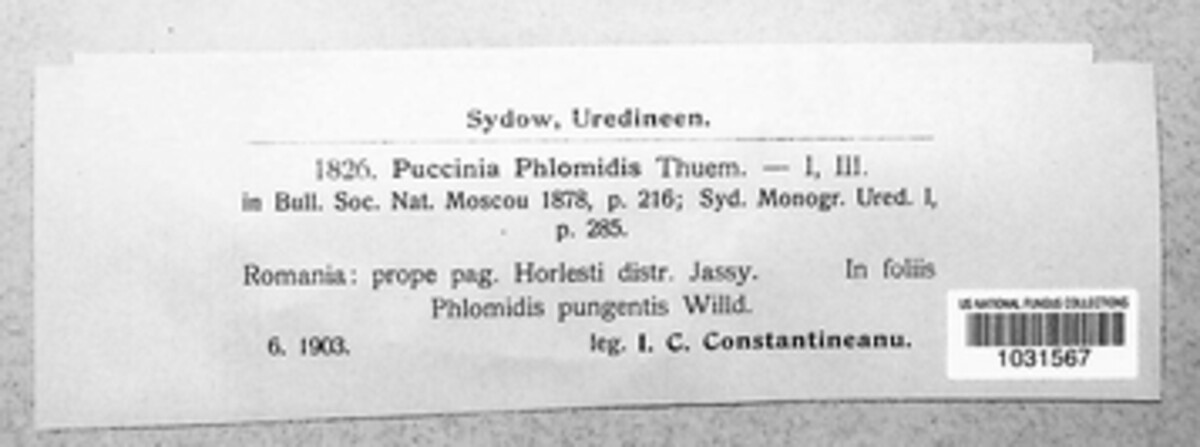 Sydow, Uredineen.
1826. Puccinia Phlomidis Thuem. — I, III.
in Bull. Soc. Nat. Moscou 1878, p. 216; Syd. Monogr. Ured. I,
p. 285.
Romania: prope pag. Horlesti distr. Jassy. In foliis
Phlomidis pungentis Willd.
6. 1903. leg. I. C. Constantineanu.
US NATIONAL FUNGUS COLLECTIONS
1031567